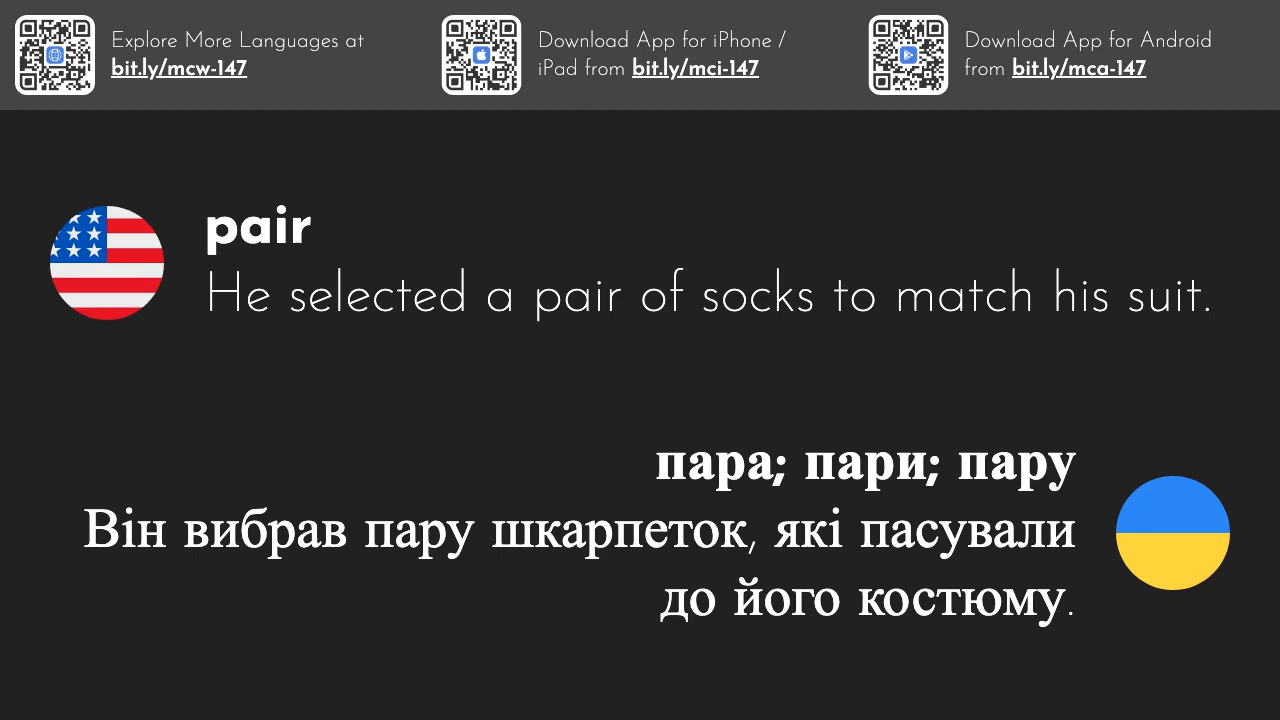 Explore More Languages at
bit.ly/mcw-147
Download App for iPhone /
iPad from bit.ly/mci-147
Download App for Android
from bit.ly/mca-147
pair
He selected a pair of socks to match his suit.
пара; пари; пару
Він вибрав пару шкарпеток, які пасували
до його костюму.